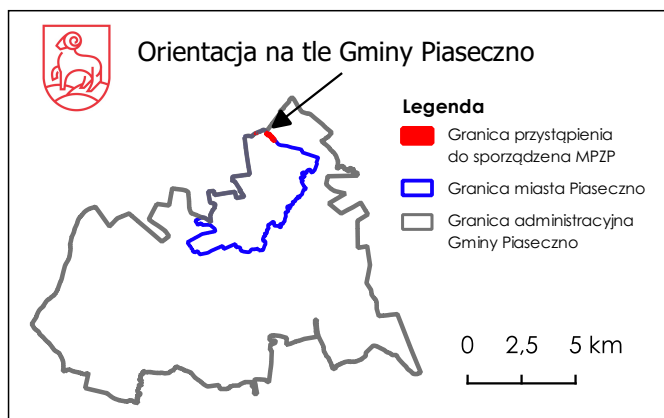 Orientacja na tle Gminy Piaseczno
Legenda
Granica przystąpienia
do sporządzena MPZP
Granica miasta Piaseczno
Granica administracyjna
Gminy Piaseczno
0 2,5 5 km